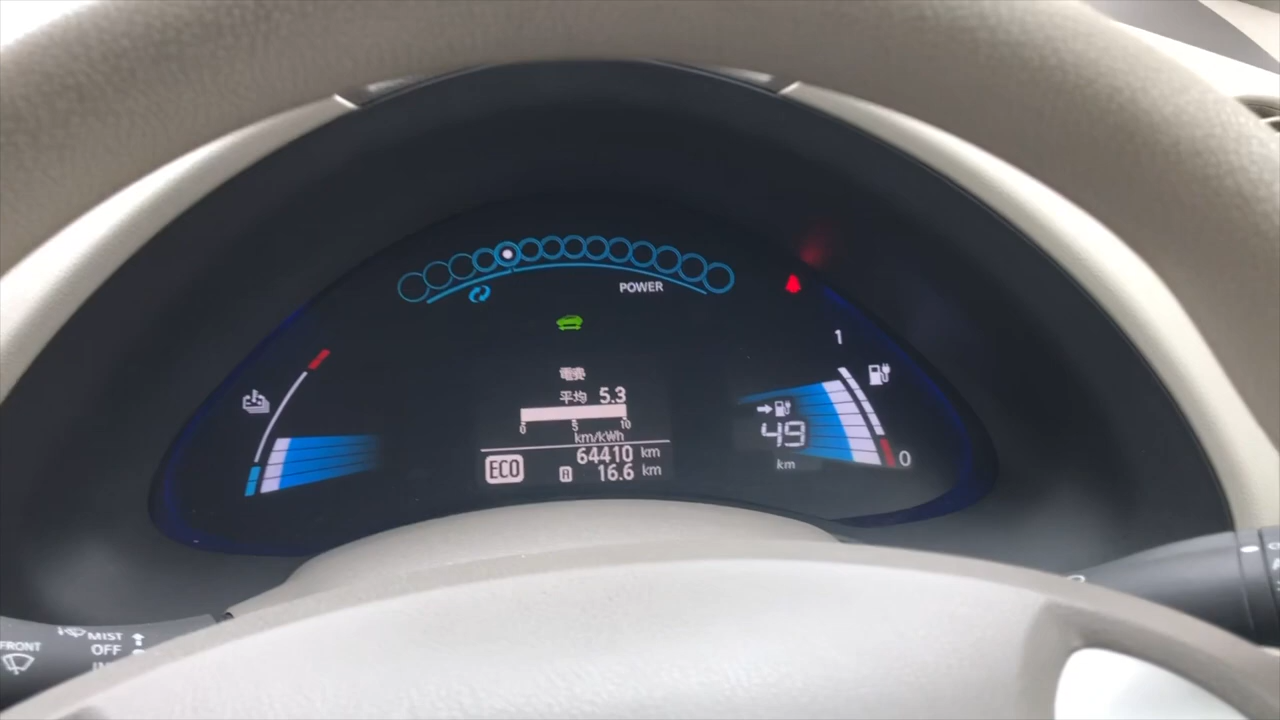 POWER
1
電費
平均 5.3
0 5 10
km/kWh
64410 km
ECO
A 16.6 km
49
km
0
MIST
FRONT
OFF